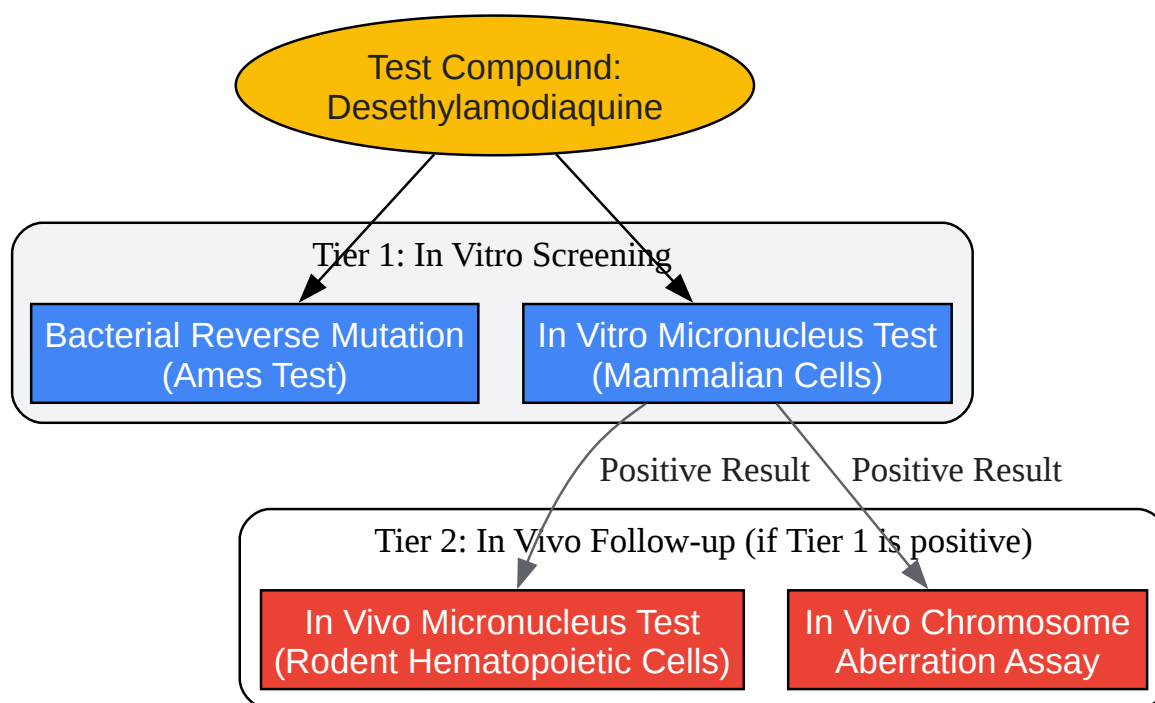 Test Compound:
Desethylamodiaquine
Tier 1: In Vitro Screening
Bacterial Reverse Mutation
(Ames Test)
In Vitro Micronucleus Test
(Mammalian Cells)
Positive Result
Positive Result
Tier 2: In Vivo Follow-up (if Tier 1 is positive)
In Vivo Micronucleus Test
(Rodent Hematopoietic Cells)
In Vivo Chromosome
Aberration Assay